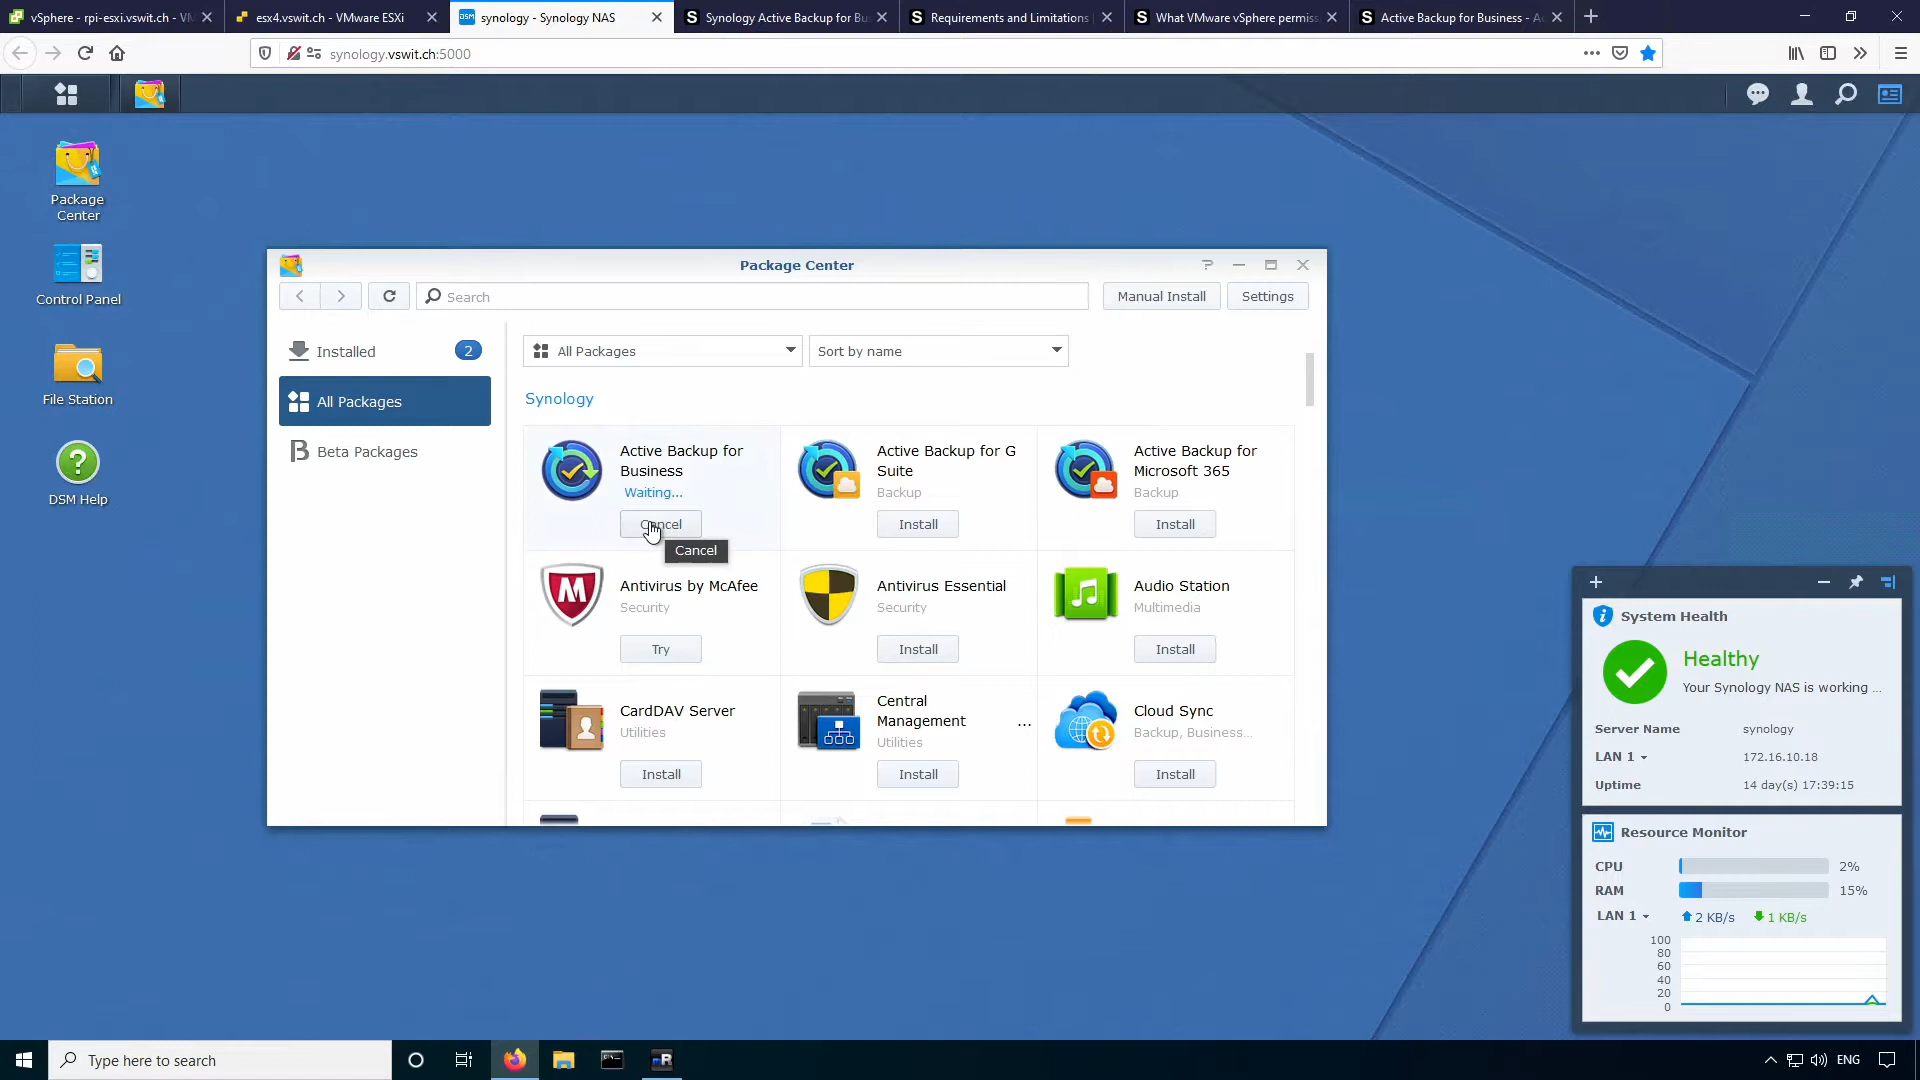 vSphere - rpi-esxi.vswit.ch - VM
esx4.vswit.ch - VMware ESXi
DSM synology - Synology NAS
S Synology Active Backup for Bu
S Requirements and Limitations
S What VMware vSphere permiss
S Active Backup for Business - A
synology.vswit.ch:5000
Package
Center
Control Panel
File Station
DSM Help
Package Center
Search
Manual Install
Settings
Installed
2
All Packages
Beta Packages
All Packages
Sort by name
Synology
Active Backup for
Business
Waiting...
Cancel
Cancel
Active Backup for G
Suite
Backup
Install
Active Backup for
Microsoft 365
Backup
Install
Antivirus by McAfee
Security
Try
Antivirus Essential
Security
Install
Audio Station
Multimedia
Install
CardDAV Server
Utilities
Install
Central
Management ...
Utilities
Install
Cloud Sync
Backup, Business...
Install
System Health
Healthy
Your Synology NAS is working ...
Server Name synology
LAN 1 172.16.10.18
Uptime 14 day(s) 17:39:15
Resource Monitor
CPU 2%
RAM 15%
LAN 1 2 KB/s 1 KB/s
100
80
60
40
20
0
Type here to search
ENG